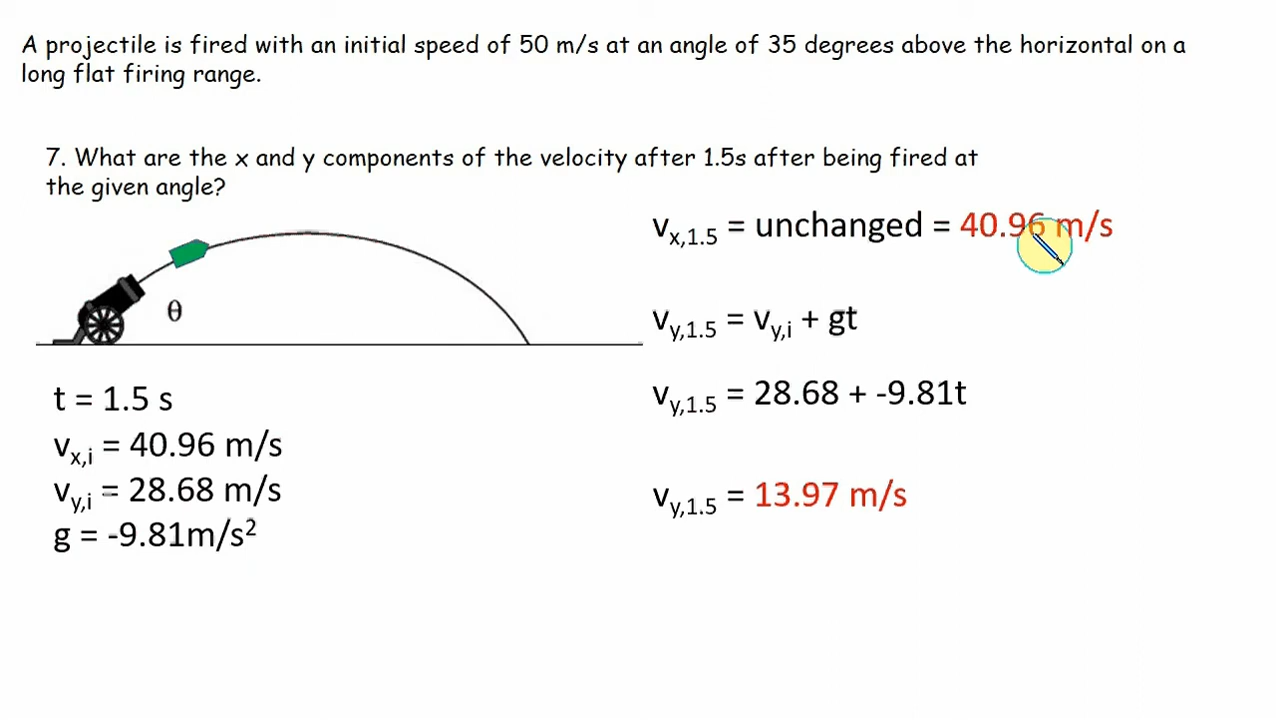 A projectile is fired with an initial speed of 50 m/s at an angle of 35 degrees above the horizontal on a
long flat firing range.
7. What are the x and y components of the velocity after 1.5s after being fired at
the given angle?
θ
t = 1.5 s
vx,i = 40.96 m/s
vy,i = 28.68 m/s
g = -9.81m/s²
vx,1.5 = unchanged = 40.96 m/s
vy,1.5 = vy,i + gt
vy,1.5 = 28.68 + -9.81t
vy,1.5 = 13.97 m/s